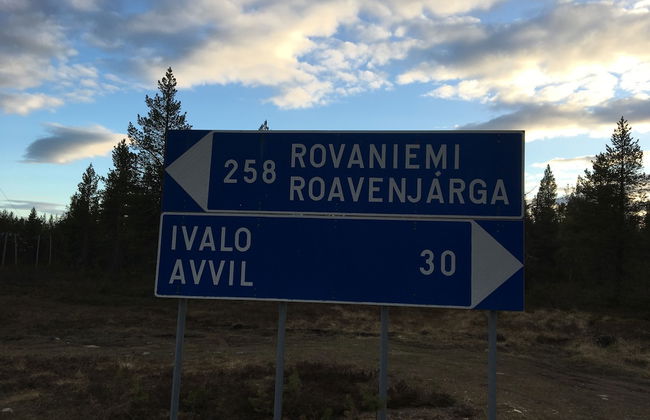 258 ROVANIEMI
ROAVENJÁRGA
IVALO 30
AVVIL